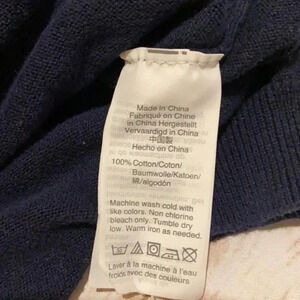 Made in China
Fabriqué en Chine
in China Hergestellt
Vervaardigd in China
中国製
Hecho en China
100% Cotton/Coton/
Baumwolle/Katoen/
綿/algodón
Machine wash cold with
like colors. Non chlorine
bleach only. Tumble dry
low. Warm iron as needed.
Laver à la machine à l'eau
froids avec des couleurs